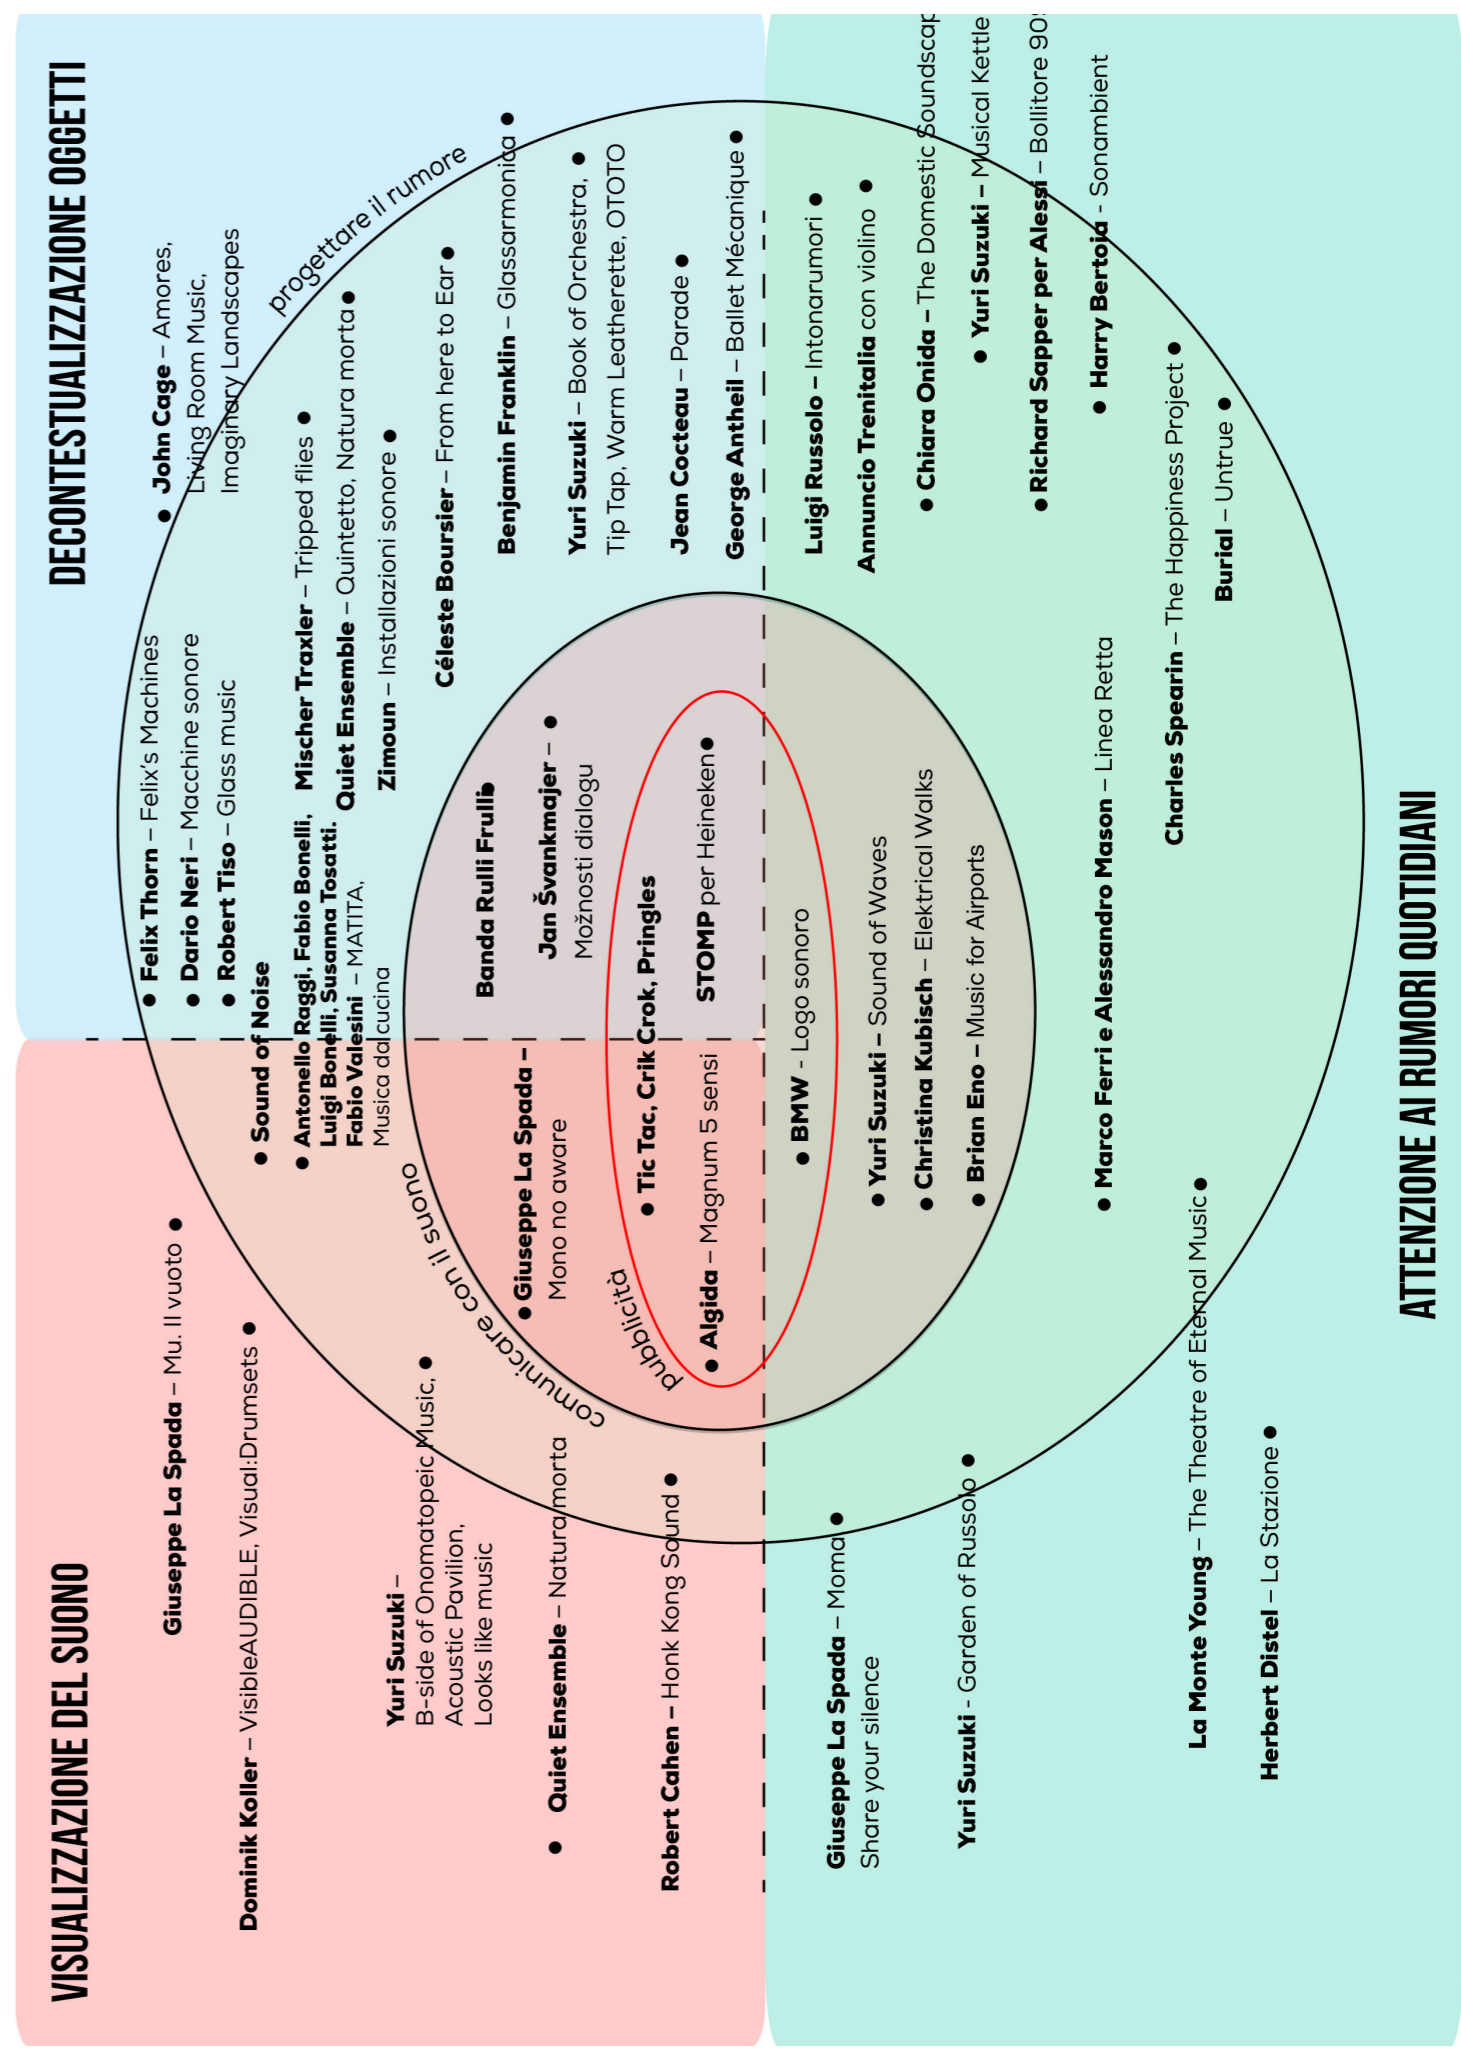 VISUALIZZAZIONE DEL SUONO
DECONTESTUALIZZAZIONE OGGETTI
ATTENZIONE AI RUMORI QUOTIDIANI
progettare il rumore
comunicare con il suono
pubblicità
Giuseppe La Spada – Mu. Il vuoto
Dominik Koller – VisibleAUDIBLE, Visual:Drumsets
Yuri Suzuki –
B-side of Onomatopeic Music,
Acoustic Pavilion,
Looks like music
Quiet Ensemble – Natura morta
Robert Cahen – Honk Kong Sound
Felix Thorn – Felix's Machines
Dario Neri – Macchine sonore
Robert Tiso – Glass music
Sound of Noise
Antonello Raggi, Fabio Bonelli,
Luigi Bonelli, Susanna Tosatti.
Fabio Valesini – MATITA,
Musica da cucina
John Cage – Amores,
Living Room Music,
Imaginary Landscapes
Mischer Traxler – Tripped flies
Quiet Ensemble – Quintetto, Natura morta
Zimoun – Installazioni sonore
Céleste Boursier – From here to Ear
Benjamin Franklin – Glassarmonica
Yuri Suzuki – Book of Orchestra,
Tip Tap, Warm Leatherette, OTOTO
Jean Cocteau – Parade
George Antheil – Ballet Mécanique
Banda Rulli Frulli
Jan Švankmajer –
Možnosti dialogu
Giuseppe La Spada –
Mono no aware
Tic Tac, Crik Crok, Pringles
STOMP per Heineken
Algida – Magnum 5 sensi
BMW - Logo sonoro
Yuri Suzuki – Sound of Waves
Christina Kubisch – Elektrical Walks
Brian Eno – Music for Airports
Luigi Russolo – Intonarumori
Annuncio Trenitalia con violino
Chiara Onida – The Domestic Soundscap
Yuri Suzuki – Musical Kettle
Richard Sapper per Alessi – Bollitore 90
Harry Bertoia - Sonambient
Charles Spearin – The Happiness Project
Burial – Untrue
Marco Ferri e Alessandro Mason – Linea Retta
Giuseppe La Spada – Moma
Share your silence
Yuri Suzuki - Garden of Russolo
La Monte Young – The Theatre of Eternal Music
Herbert Distel – La Stazione